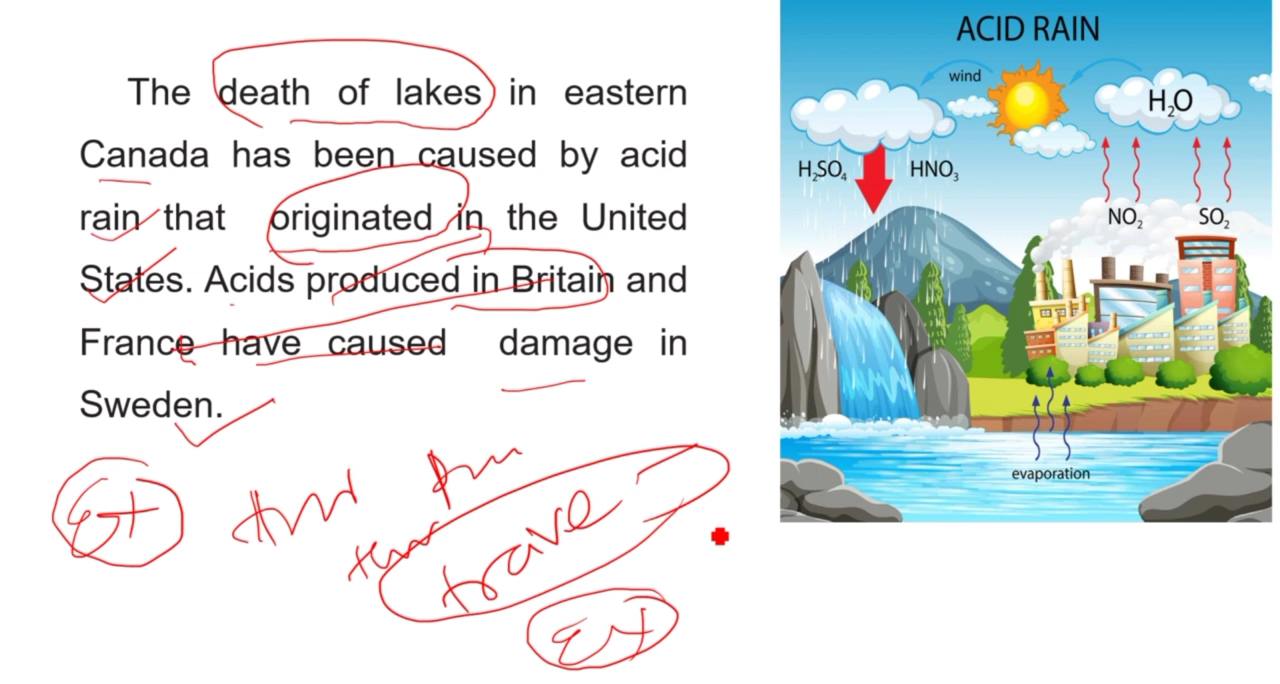 The death of lakes in eastern
Canada has been caused by acid
rain that originated in the United
States. Acids produced in Britain and
France have caused damage in
Sweden.
travel
ACID RAIN
wind
H₂O
H₂SO₄
HNO₃
NO₂
SO₂
evaporation